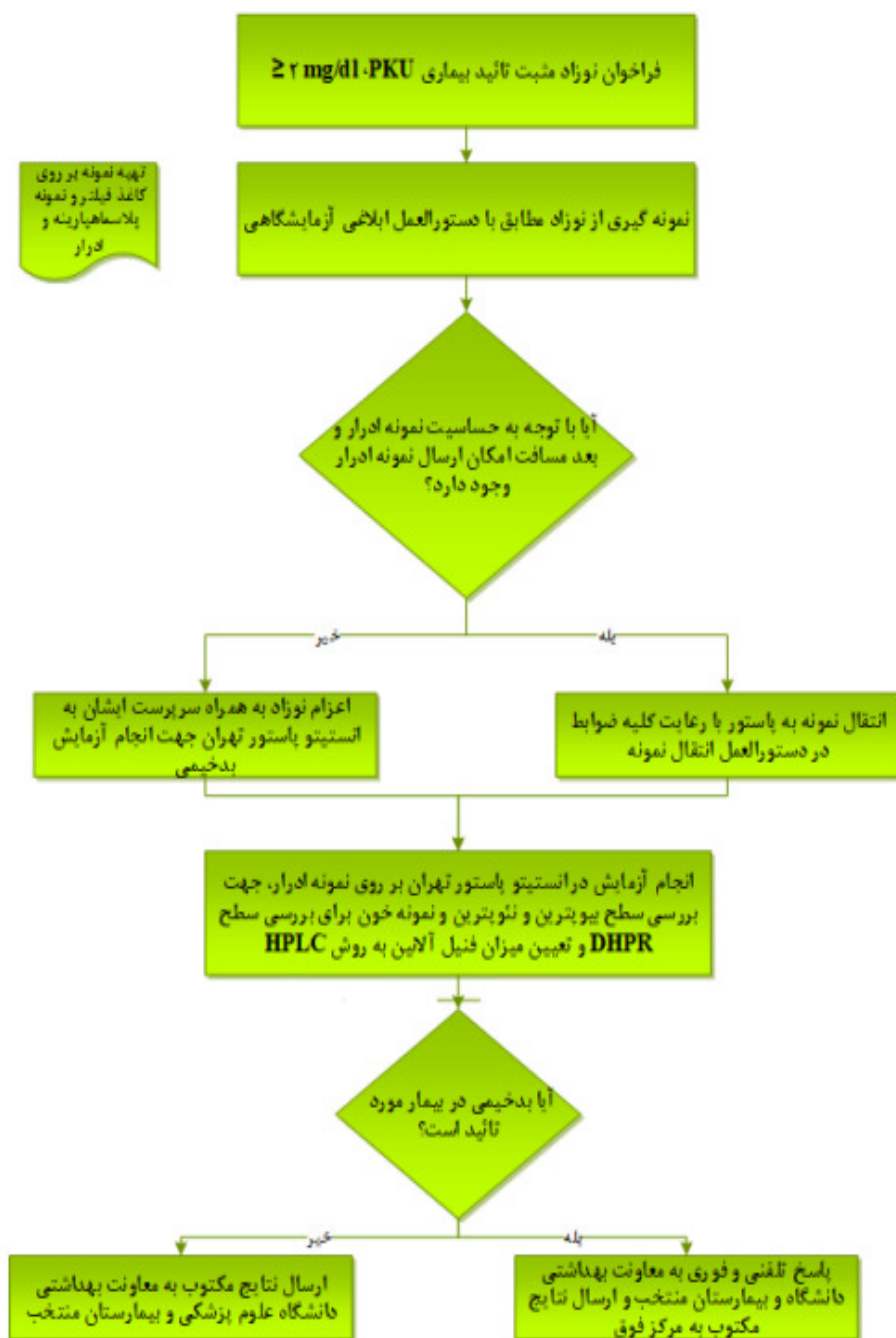 فراخوان نوزاد مثبت تائید بیماری PKU، ۲ mg/dl ≤
تهیه نمونه بر روی
کاغذ فیلتر و نمونه
پلاسماهپارینه و
ادرار
نمونه گیری از نوزاد مطابق با دستورالعمل ابلاغی آزمایشگاهی
آیا با توجه به حساسیت نمونه ادرار و
بعد مسافت امکان ارسال نمونه ادرار
وجود دارد؟
بله
خیر
انتقال نمونه به پاستور با رعایت کلیه ضوابط
در دستورالعمل انتقال نمونه
اعزام نوزاد به همراه سرپرست ایشان به
انستیتو پاستور تهران جهت انجام آزمایش
بدخیمی
انجام آزمایش در انستیتو پاستور تهران بر روی نمونه ادرار، جهت
بررسی سطح بیوپترین و نئوپترین و نمونه خون برای بررسی سطح
DHPR و تعیین میزان فنیل آلانین به روش HPLC
آیا بدخیمی در بیمار مورد
تائید است؟
بله
خیر
پاسخ تلفنی و فوری به معاونت بهداشتی
دانشگاه و بیمارستان منتخب و ارسال نتایج
مکتوب به مرکز فوق
ارسال نتایج مکتوب به معاونت بهداشتی
دانشگاه علوم پزشکی و بیمارستان منتخب